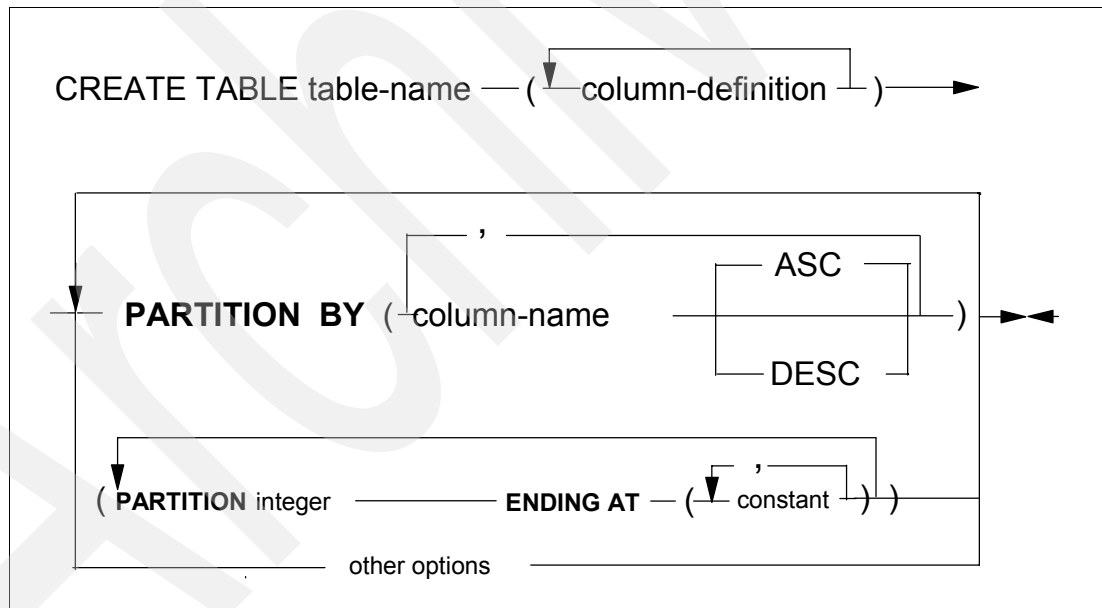 CREATE TABLE table-name ( column-definition )
,
ASC
PARTITION BY ( column-name )
DESC
,
( PARTITION integer ENDING AT ( constant ) )
other options